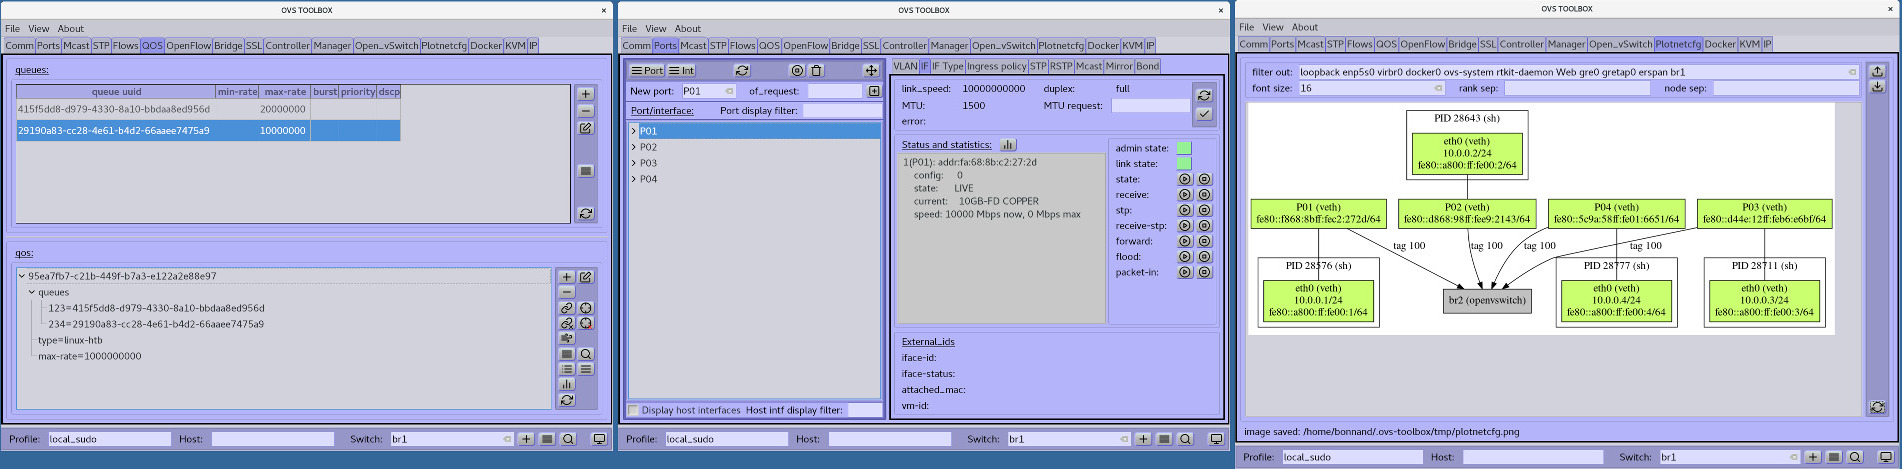 OVS TOOLBOX
×
File View About
Comm Ports Mcast STP Flows QOS OpenFlow Bridge SSL Controller Manager Open_vSwitch Plotnetcfg Docker KVM IP
queues:
queue uuid min-rate max-rate burst priority dscp
415f5dd8-d979-4330-8a10-bbdaa8ed956d 20000000
29190a83-cc28-4e61-b4d2-66aaee7475a9 10000000
qos:
95ea7fb7-c21b-449f-b7a3-e122a2e88e97
queues
123=415f5dd8-d979-4330-8a10-bbdaa8ed956d
234=29190a83-cc28-4e61-b4d2-66aaee7475a9
type=linux-htb
max-rate=1000000000
Profile: local_sudo Host: Switch: br1
OVS TOOLBOX
×
File View About
Comm Ports Mcast STP Flows QOS OpenFlow Bridge SSL Controller Manager Open_vSwitch Plotnetcfg Docker KVM IP
Port Int
New port: P01 of_request:
Port/interface: Port display filter:
P01
P02
P03
P04
Display host interfaces Host intf display filter:
VLAN IF IF Type Ingress policy STP RSTP Mcast Mirror Bond
link_speed: 10000000000 duplex: full
MTU: 1500 MTU request:
error:
Status and statistics:
1(P01): addr:fa:68:8b:c2:27:2d
config: 0
state: LIVE
current: 10GB-FD COPPER
speed: 10000 Mbps now, 0 Mbps max
admin state:
link state:
state:
receive:
stp:
receive-stp:
forward:
flood:
packet-in:
External_ids
iface-id:
iface-status:
attached_mac:
vm-id:
Profile: local_sudo Host: Switch: br1
OVS TOOLBOX
×
File View About
Comm Ports Mcast STP Flows QOS OpenFlow Bridge SSL Controller Manager Open_vSwitch Plotnetcfg Docker KVM IP
filter out: loopback enp5s0 virbr0 docker0 ovs-system rtkit-daemon Web gre0 gretap0 erspan br1
font size: 16 rank sep: node sep:
PID 28643 (sh)
eth0 (veth)
10.0.0.2/24
fe80::a800:ff:fe00:2/64
P01 (veth) P02 (veth) P04 (veth) P03 (veth)
fe80::f868:8bff:fec2:272d/64 fe80::d868:98ff:fee9:2143/64 fe80::5c9a:58ff:fe01:6651/64 fe80::d44e:12ff:feb6:e6bf/64
tag 100 tag 100 tag 100 tag 100
PID 28576 (sh) PID 28777 (sh) PID 28711 (sh)
eth0 (veth) eth0 (veth) eth0 (veth)
10.0.0.1/24 br2 (openvswitch) 10.0.0.4/24 10.0.0.3/24
fe80::a800:ff:fe00:1/64 fe80::a800:ff:fe00:4/64 fe80::a800:ff:fe00:3/64
image saved: /home/bonnand/.ovs-toolbox/tmp/plotnetcfg.png
Profile: local_sudo Host: Switch: br1